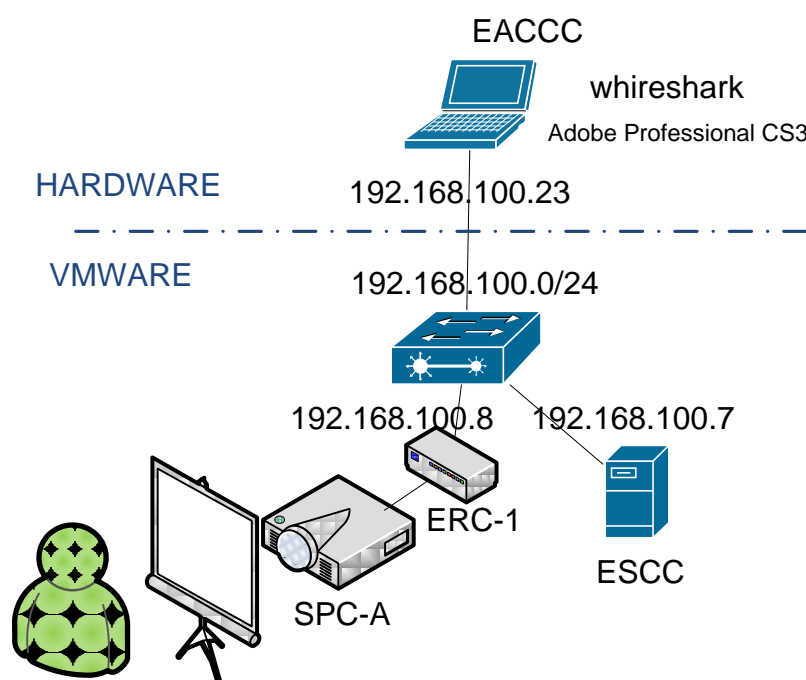 EACCC
whireshark
Adobe Professional CS3
HARDWARE
192.168.100.23
VMWARE
192.168.100.0/24
192.168.100.8
192.168.100.7
ERC-1
ESCC
SPC-A